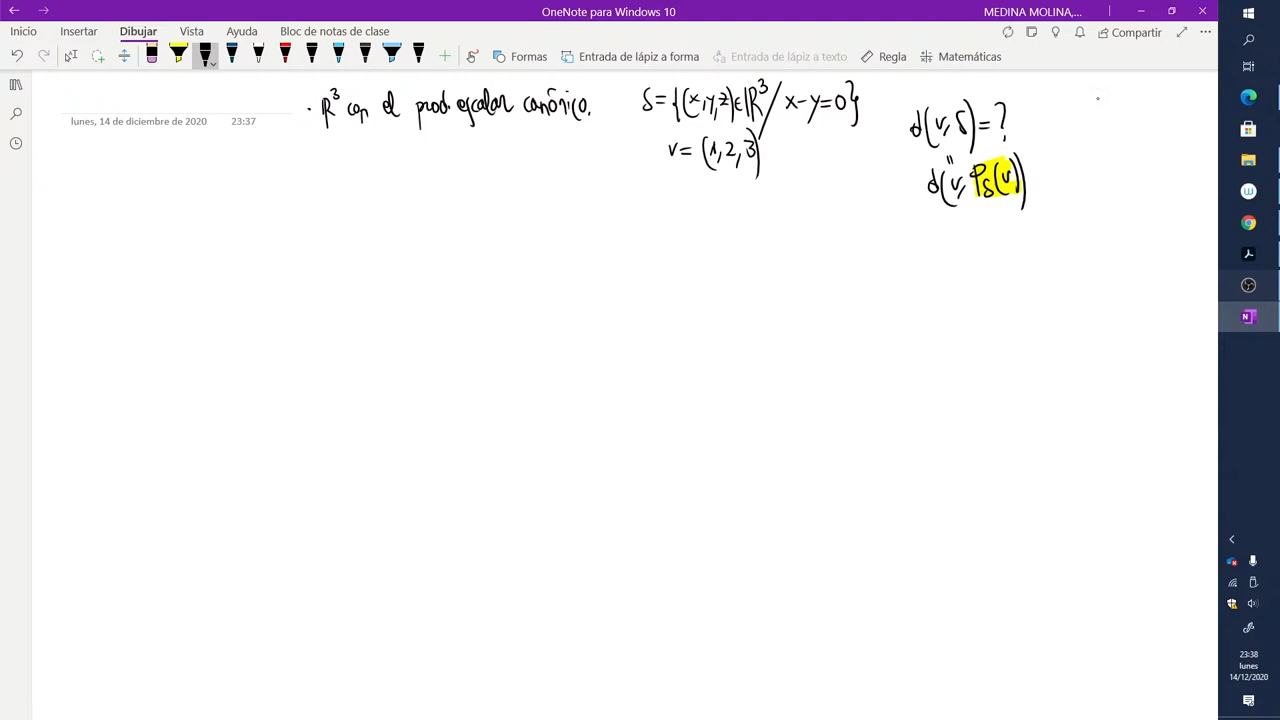 OneNote para Windows 10
MEDINA MOLINA,...
Inicio Insertar Dibujar Vista Ayuda Bloc de notas de clase
Compartir
Formas Entrada de lápiz a forma Entrada de lápiz a texto Regla Matemáticas
lunes, 14 de diciembre de 2020 23:37
· R³ con el prod. escalar canónico.
S = {(x,y,z) ∈ R³ / x-y=0}
v = (1,2,3)
d(v,S) = ?
"
d(v, P_S(v))
23:38
lunes
14/12/2020